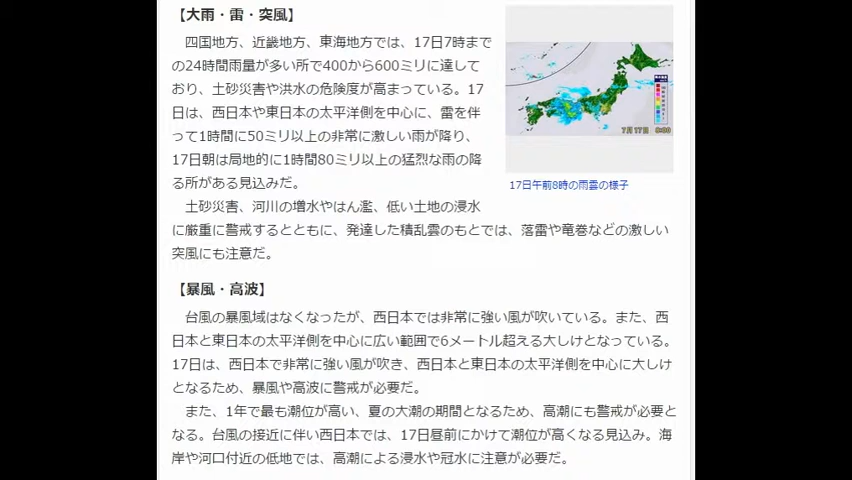 【大雨・雷・突風】
四国地方、近畿地方、東海地方では、17日7時まで
の24時間雨量が多い所で400から600ミリに達して
おり、土砂災害や洪水の危険度が高まっている。17
日は、西日本や東日本の太平洋側を中心に、雷を伴
って1時間に50ミリ以上の非常に激しい雨が降り、
17日朝は局地的に1時間80ミリ以上の猛烈な雨の降
る所がある見込みだ。
7月17日 8:00
17日午前8時の雨雲の様子
土砂災害、河川の増水やはん濫、低い土地の浸水
に厳重に警戒するとともに、発達した積乱雲のもとでは、落雷や竜巻などの激しい
突風にも注意だ。
【暴風・高波】
台風の暴風域はなくなったが、西日本では非常に強い風が吹いている。また、西
日本と東日本の太平洋側を中心に広い範囲で6メートル超える大しけとなっている。
17日は、西日本で非常に強い風が吹き、西日本と東日本の太平洋側を中心に大しけ
となるため、暴風や高波に警戒が必要だ。
また、1年で最も潮位が高い、夏の大潮の期間となるため、高潮にも警戒が必要と
なる。台風の接近に伴い西日本では、17日昼前にかけて潮位が高くなる見込み。海
岸や河口付近の低地では、高潮による浸水や冠水に注意が必要だ。